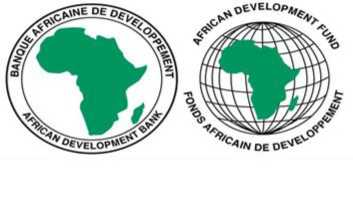 BANQUE AFRICAINE DE DEVELOPPEMENT
AFRICAN DEVELOPMENT BANK
AFRICAN DEVELOPMENT FUND
FONDS AFRICAIN DE DEVELOPPEMENT